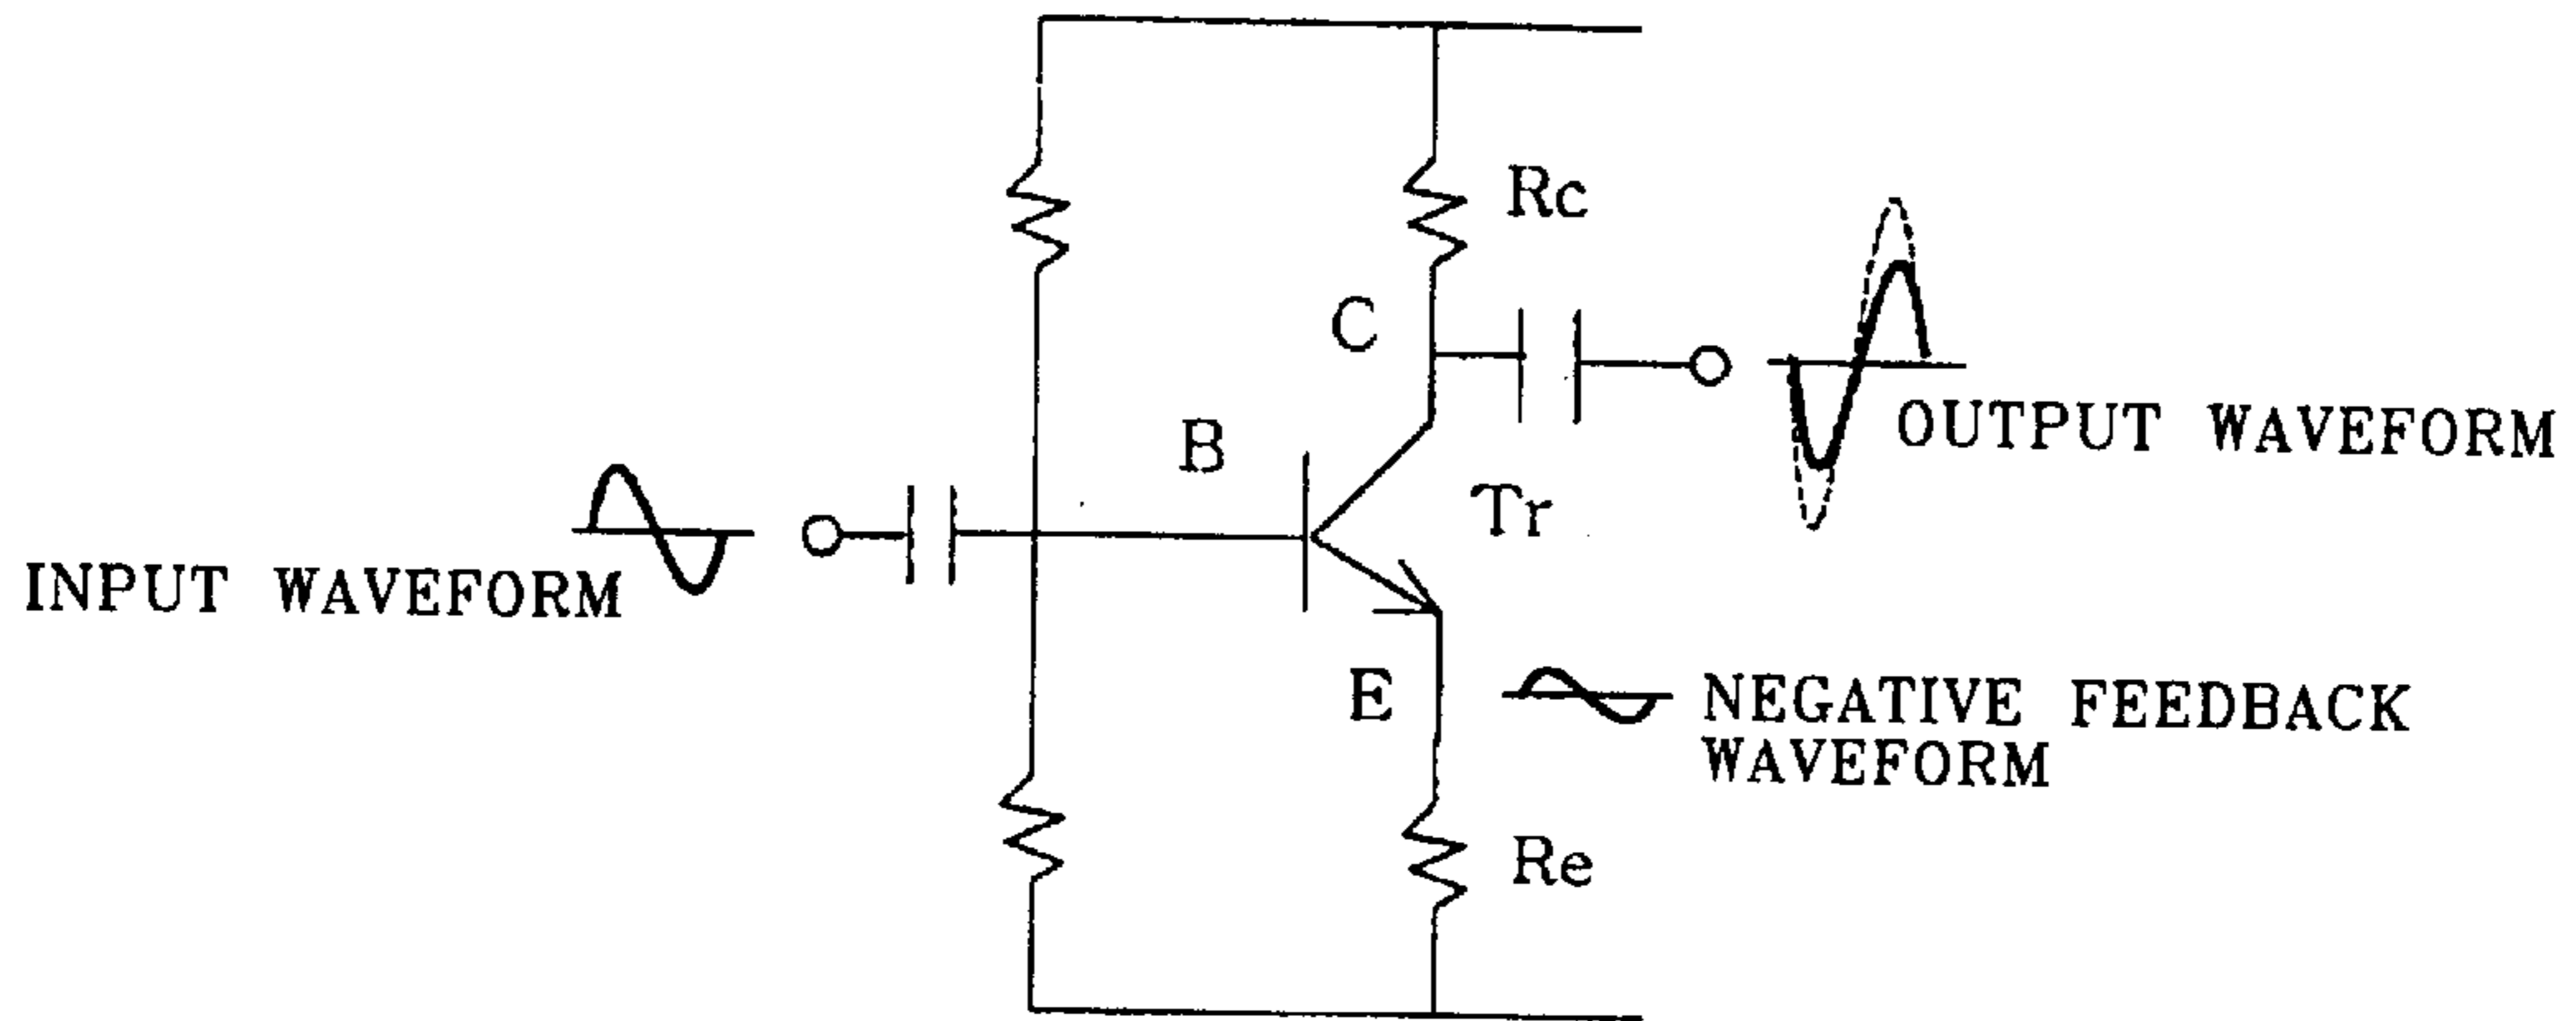 Rc
C
B
OUTPUT WAVEFORM
Tr
INPUT WAVEFORM
E
NEGATIVE FEEDBACK
WAVEFORM
Re